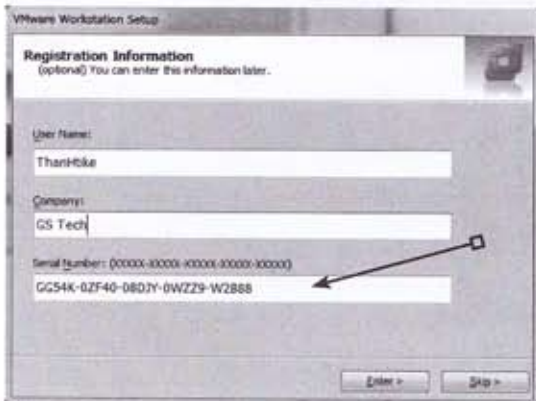 VMware Workstation Setup
Registration Information
(optional) You can enter this information later.
User Name:
ThanHtike
Company:
GS Tech
Serial Number: (XXXXX-XXXXX-XXXXX-XXXXX-XXXXX)
GG54K-0ZF40-08DJY-0WZZ9-W2888
Enter > Skip >